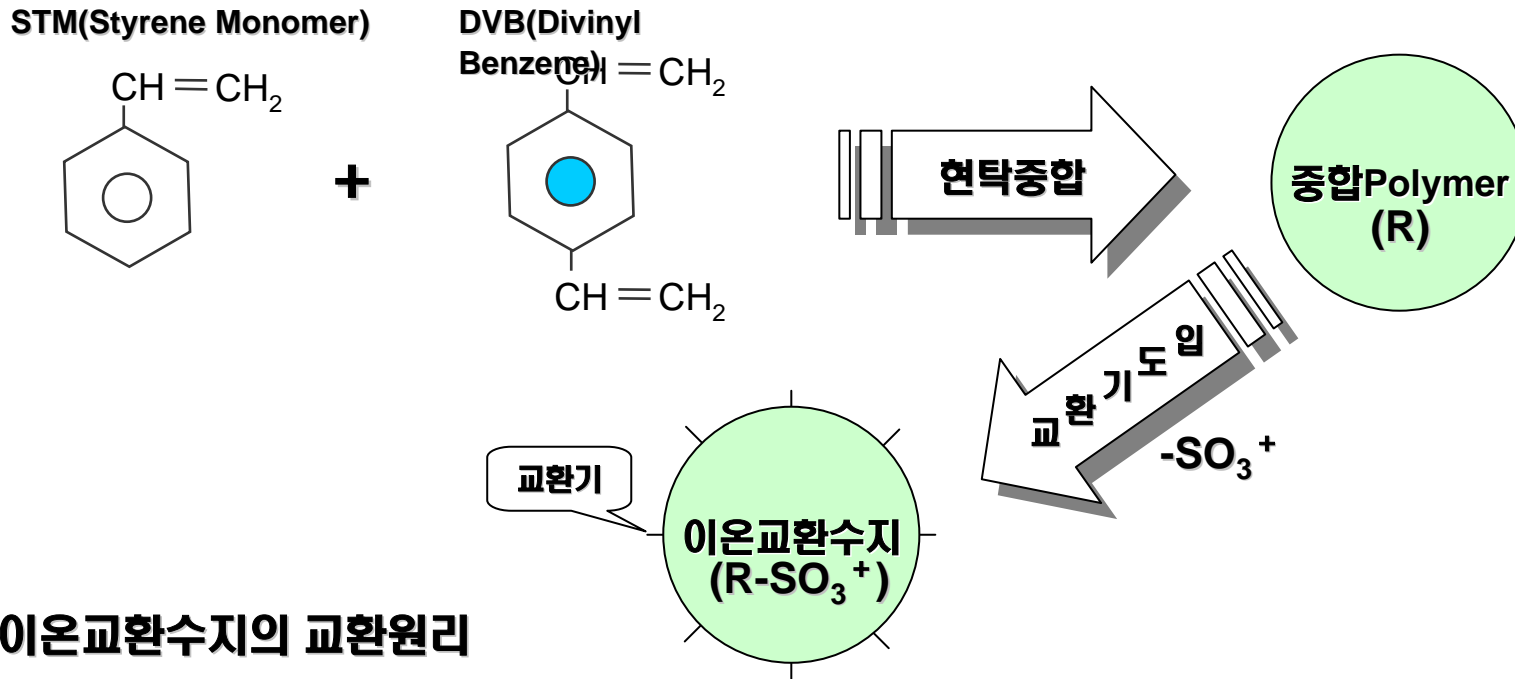 STM(Styrene Monomer)
DVB(Divinyl
Benzene)
CH = CH2
CH = CH2
+
CH = CH2
현탁중합
중합Polymer
(R)
교환기도입
-SO3+
교환기
이온교환수지
(R-SO3+)
이온교환수지의 교환원리